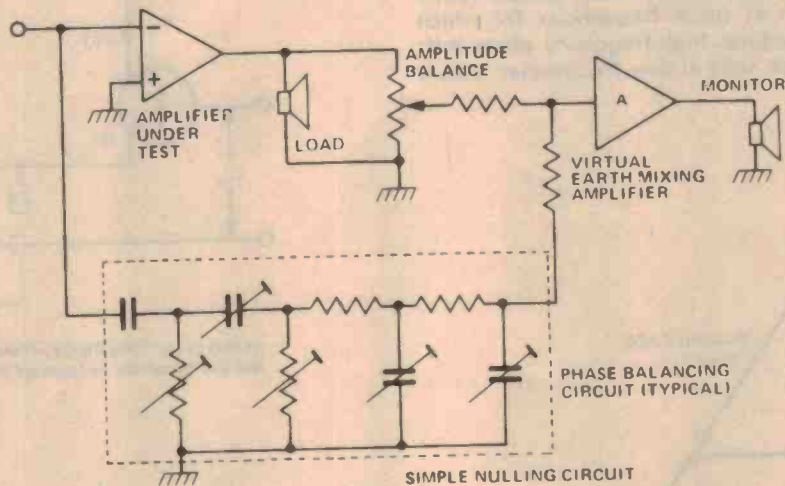 AMPLITUDE
BALANCE
MONITOR
−
+
A
AMPLIFIER
UNDER
TEST
LOAD
VIRTUAL
EARTH MIXING
AMPLIFIER
PHASE BALANCING
CIRCUIT (TYPICAL)
SIMPLE NULLING CIRCUIT